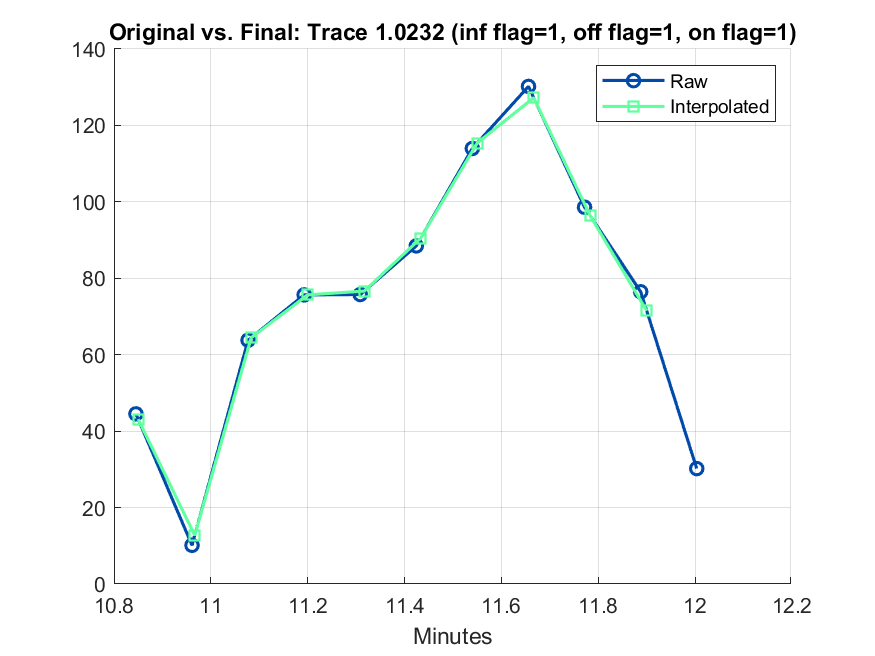 Original vs. Final: Trace 1.0232 (inf flag=1, off flag=1, on flag=1)
140
120
100
80
60
40
20
0
Raw
Interpolated
10.8 11 11.2 11.4 11.6 11.8 12 12.2
Minutes